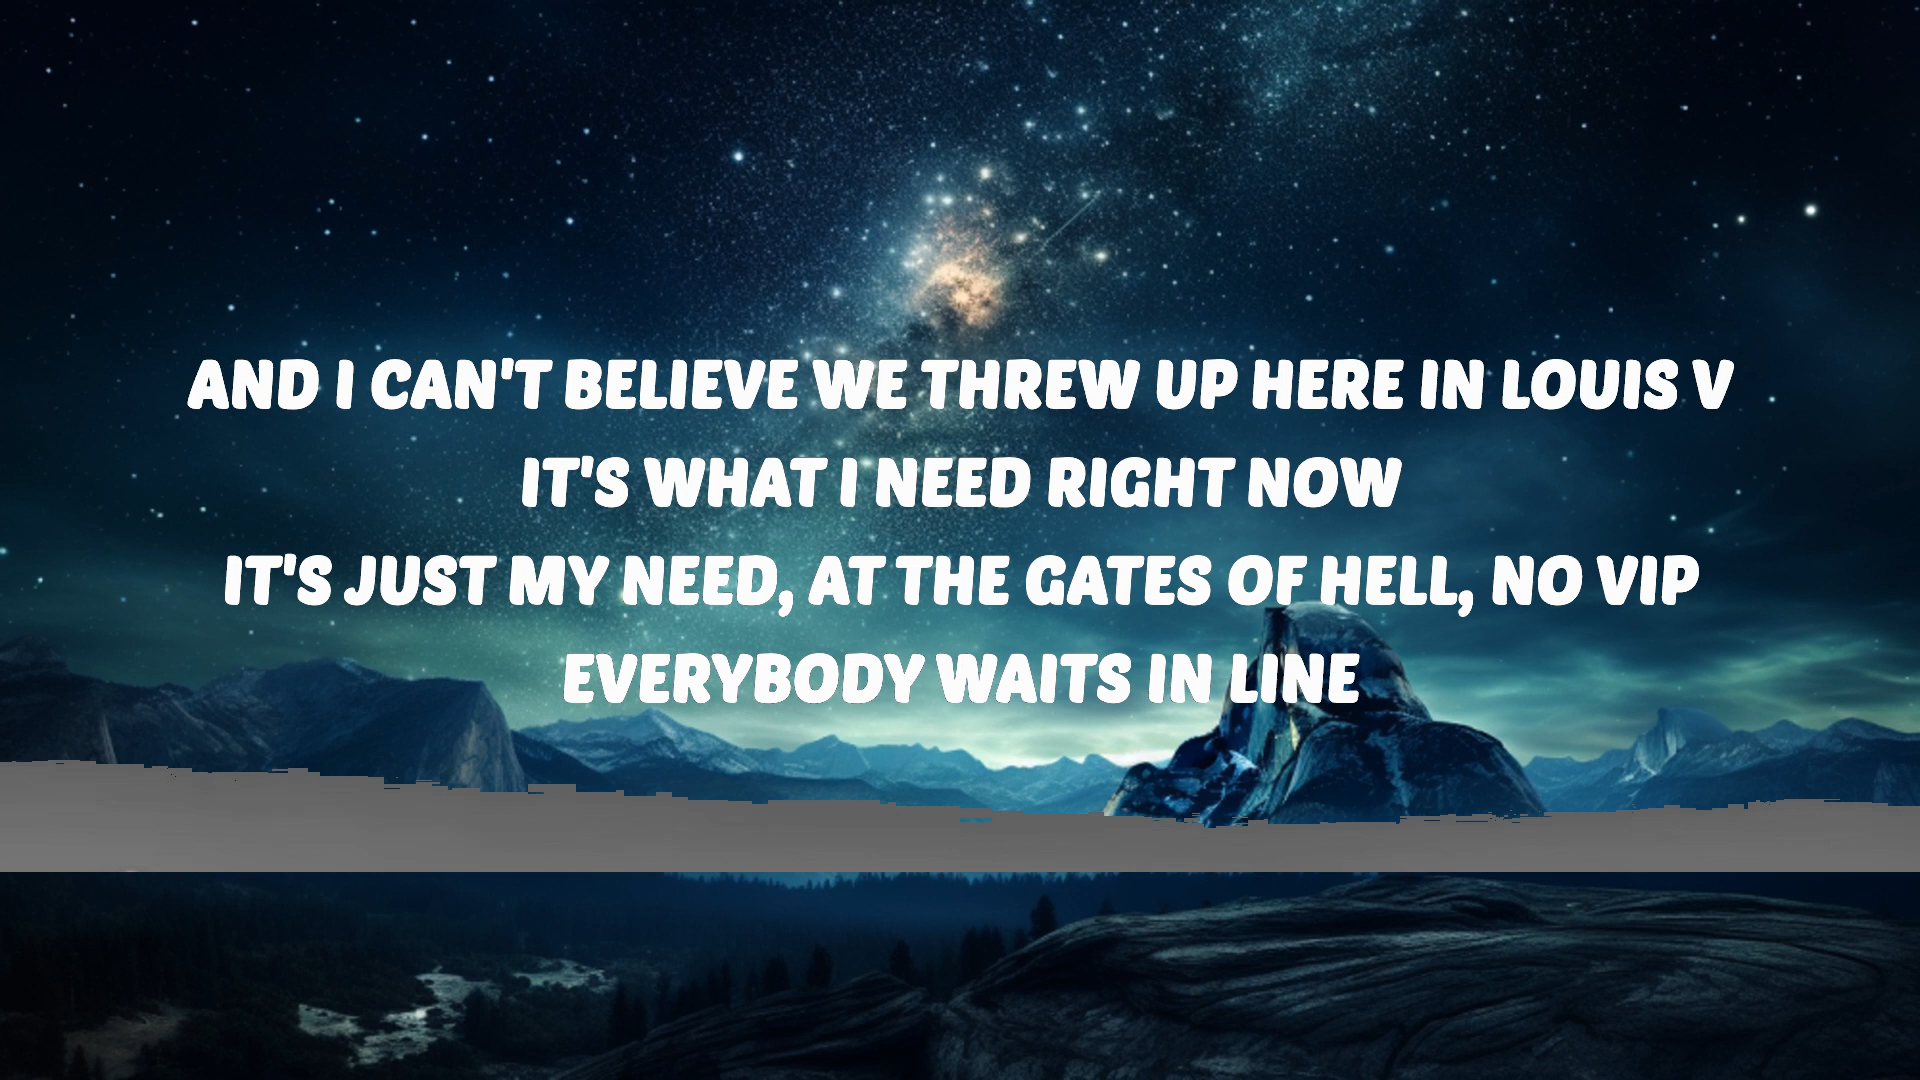 AND I CAN'T BELIEVE WE THREW UP HERE IN LOUIS V
IT'S WHAT I NEED RIGHT NOW
IT'S JUST MY NEED, AT THE GATES OF HELL, NO VIP
EVERYBODY WAITS IN LINE